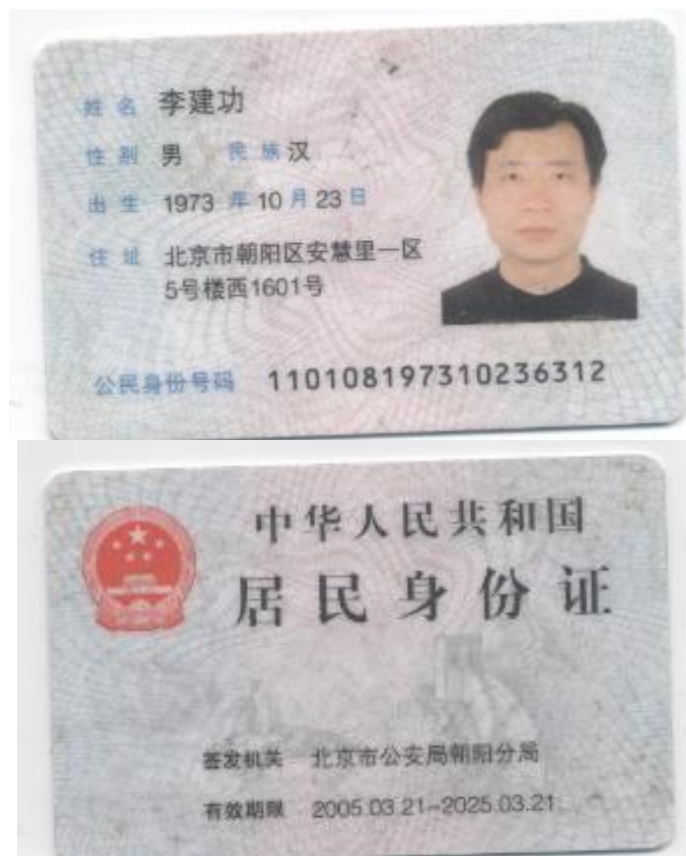 姓名 李建功
性别 男 民族 汉
出生 1973 年 10 月 23 日
住址 北京市朝阳区安慧里一区
5号楼西1601号
公民身份号码 110108197310236312
中华人民共和国
居民身份证
签发机关 北京市公安局朝阳分局
有效期限 2005.03.21-2025.03.21